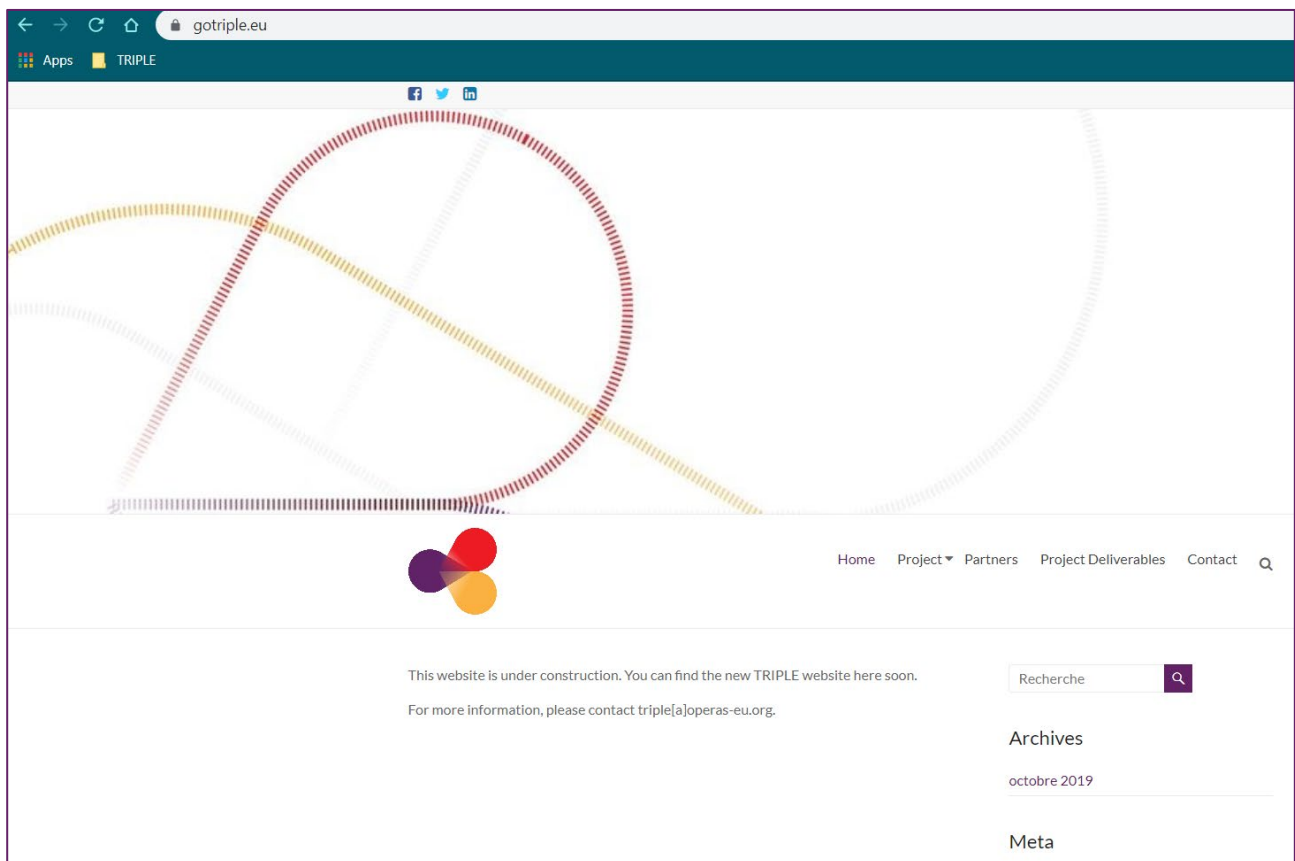 gotriple.eu
Apps TRIPLE
Home Project Partners Project Deliverables Contact
This website is under construction. You can find the new TRIPLE website here soon.
For more information, please contact triple[a]operas-eu.org.
Recherche
Archives
octobre 2019
Meta